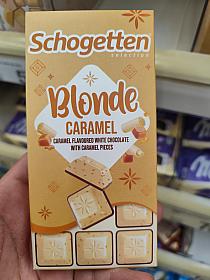 Schogetten
selection
Blonde
CARAMEL
CARAMEL FLAVOURED WHITE CHOCOLATE
WITH CARAMEL PIECES